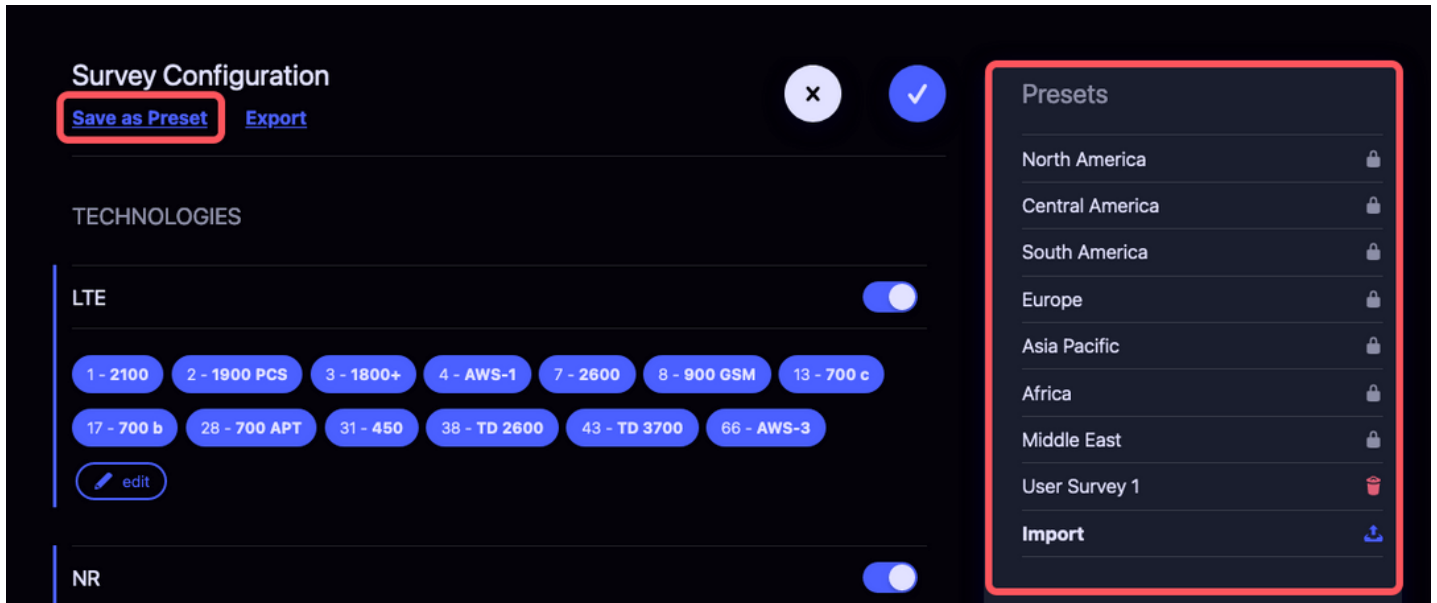 Survey Configuration
Save as Preset Export
TECHNOLOGIES
LTE
1 - 2100 2 - 1900 PCS 3 - 1800+ 4 - AWS-1 7 - 2600 8 - 900 GSM 13 - 700 c
17 - 700 b 28 - 700 APT 31 - 450 38 - TD 2600 43 - TD 3700 66 - AWS-3
edit
NR
Presets
North America
Central America
South America
Europe
Asia Pacific
Africa
Middle East
User Survey 1
Import